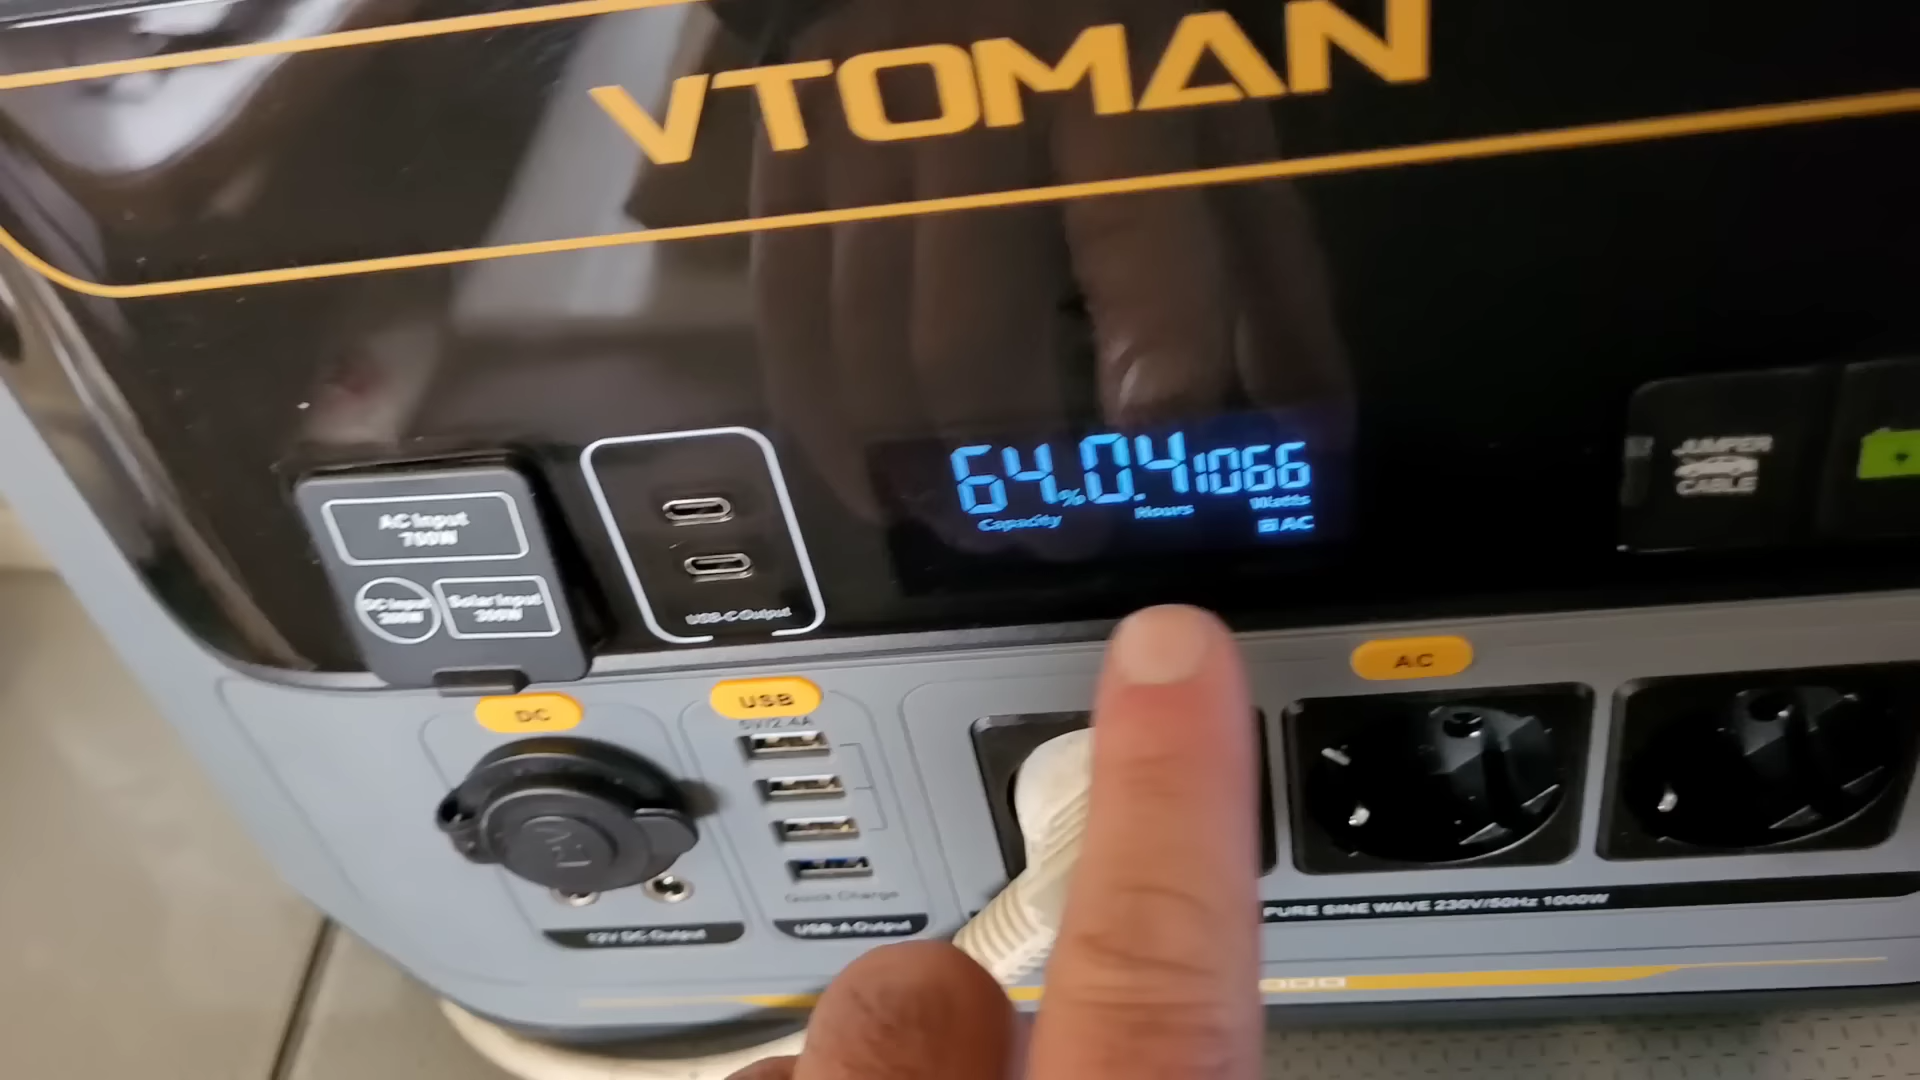 VTOMAN
64% 0.4 1066
Capacity Hours Watts
AC
JUMPER
CABLE
AC Input
700W
DC Input
Solar Input
USB-C Output
DC
USB
AC
5V/2.4A
Quick Charge
12V DC Output
USB-A Output
PURE SINE WAVE 230V/50Hz 1000W